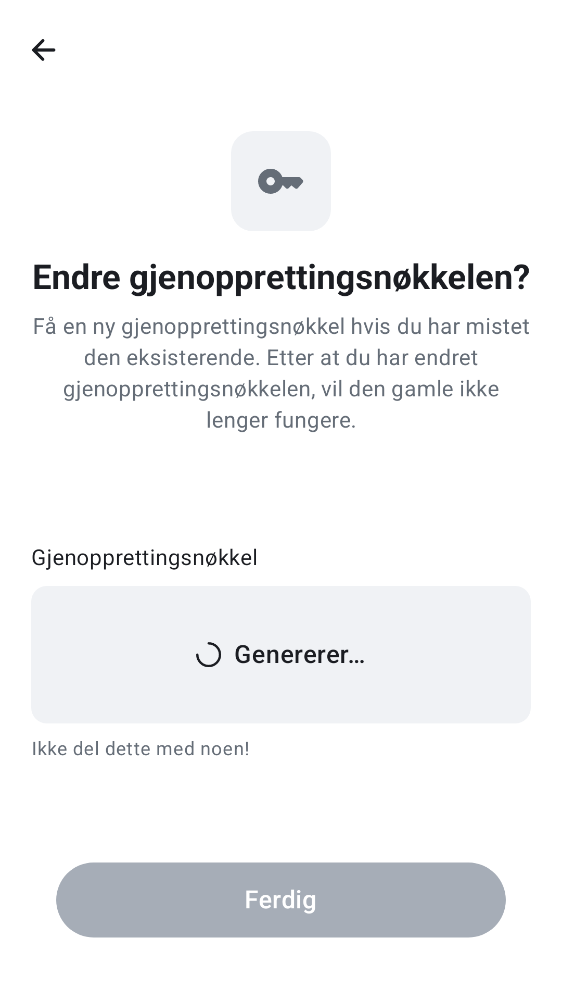 Endre gjenopprettingsnøkkelen?
Få en ny gjenopprettingsnøkkel hvis du har mistet
den eksisterende. Etter at du har endret
gjenopprettingsnøkkelen, vil den gamle ikke
lenger fungere.
Gjenopprettingsnøkkel
Genererer…
Ikke del dette med noen!
Ferdig